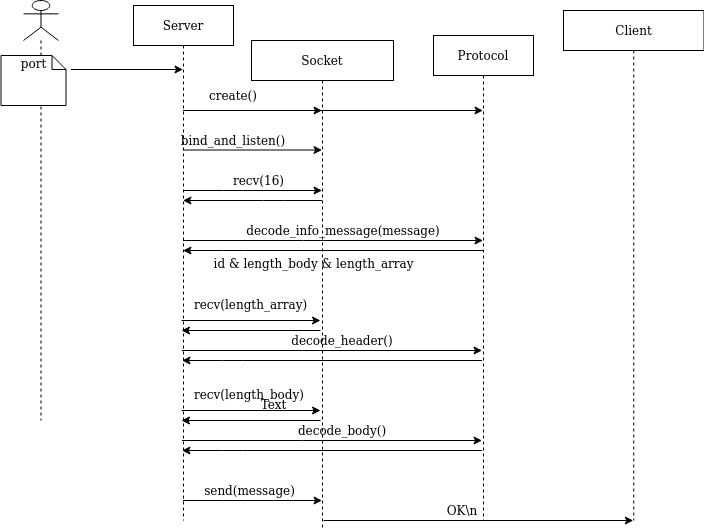 Server
Client
Socket
Protocol
port
create()
bind_and_listen()
recv(16)
decode_info_message(message)
id & length_body & length_array
recv(length_array)
decode_header()
recv(length_body)
Text
decode_body()
send(message)
OK\n